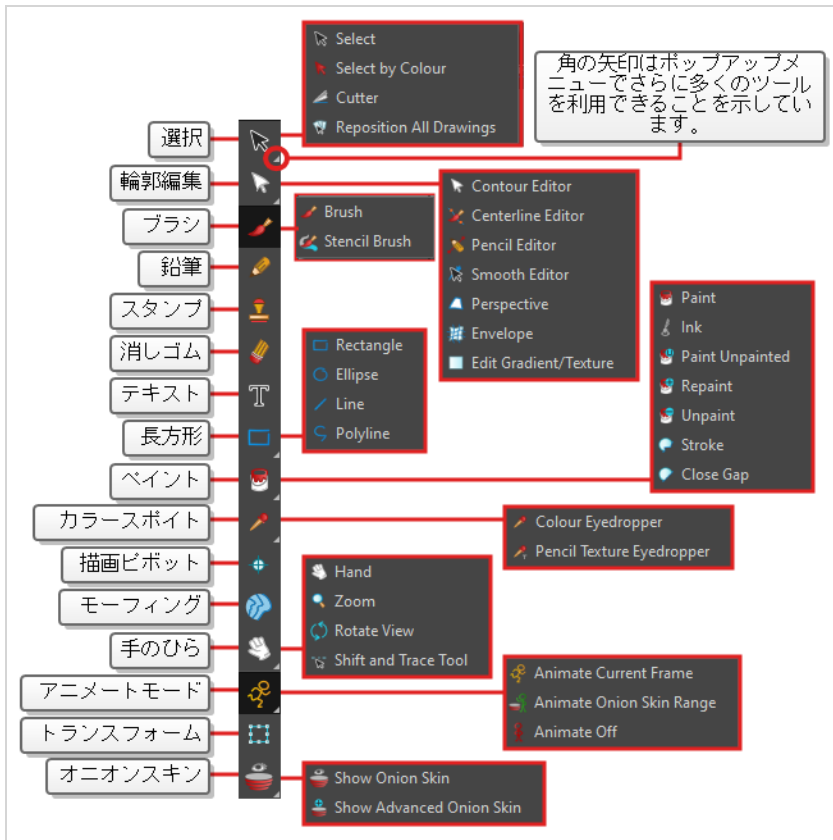 Select
Select by Colour
Cutter
Reposition All Drawings
角の矢印はポップアップメ
ニューでさらに多くのツール
を利用できることを示してい
ます。
選択
輪郭編集
ブラシ
鉛筆
スタンプ
消しゴム
テキスト
長方形
ペイント
カラースポイト
描画ピボット
モーフィング
手のひら
アニメートモード
トランスフォーム
オニオンスキン
Contour Editor
Centerline Editor
Pencil Editor
Smooth Editor
Perspective
Envelope
Edit Gradient/Texture
Brush
Stencil Brush
Rectangle
Ellipse
Line
Polyline
Paint
Ink
Paint Unpainted
Repaint
Unpaint
Stroke
Close Gap
Colour Eyedropper
Pencil Texture Eyedropper
Hand
Zoom
Rotate View
Shift and Trace Tool
Animate Current Frame
Animate Onion Skin Range
Animate Off
Show Onion Skin
Show Advanced Onion Skin